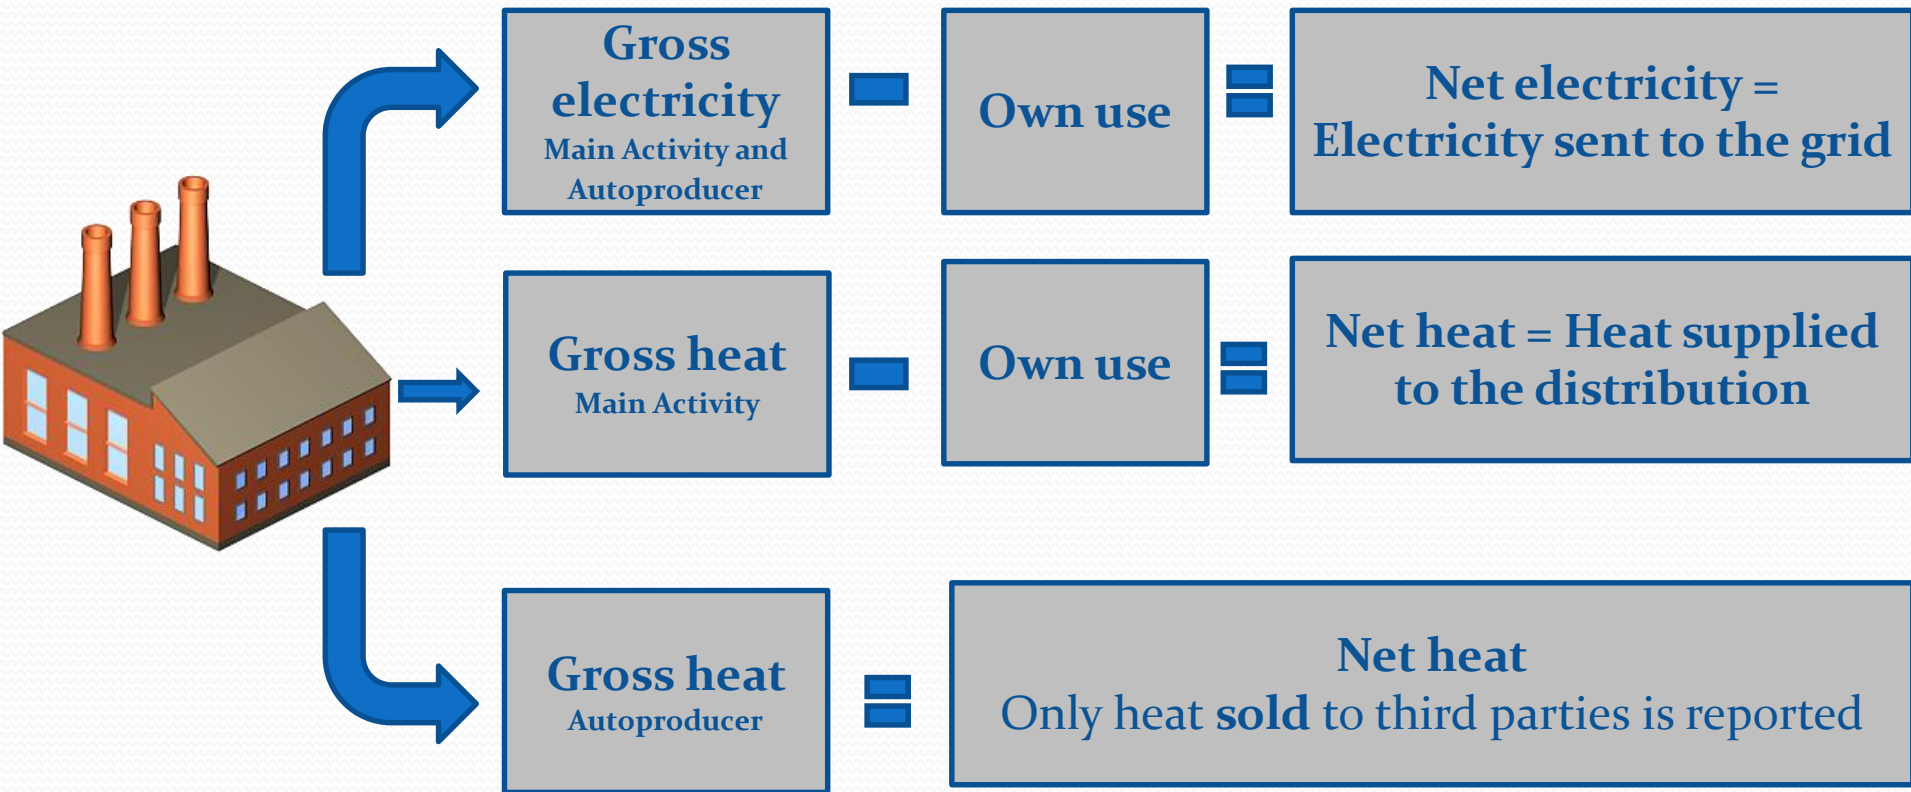 Gross
electricity
Main Activity and
Autoproducer
Own use
Net electricity =
Electricity sent to the grid
Gross heat
Main Activity
Own use
Net heat = Heat supplied
to the distribution
Gross heat
Autoproducer
Net heat
Only heat sold to third parties is reported